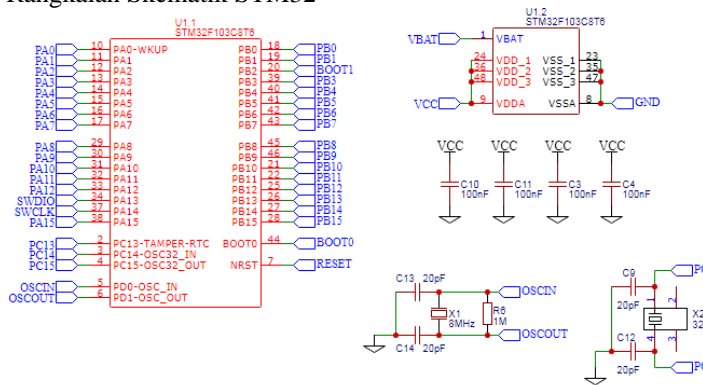 Rangkaian Skematik STM32
U1.1
STM32F103C8T6
PA0 10 PA0-WKUP PB0 18 PB0
PA1 11 PA1 PB1 19 PB1
PA2 12 PA2 PB2 20 BOOT1
PA3 13 PA3 PB3 39 PB3
PA4 14 PA4 PB4 40 PB4
PA5 15 PA5 PB5 41 PB5
PA6 16 PA6 PB6 42 PB6
PA7 17 PA7 PB7 43 PB7
PA8 29 PA8 PB8 45 PB8
PA9 30 PA9 PB9 46 PB9
PA10 31 PA10 PB10 21 PB10
PA11 32 PA11 PB11 22 PB11
PA12 33 PA12 PB12 25 PB12
SWDIO 34 PA13 PB13 26 PB13
SWCLK 37 PA14 PB14 27 PB14
PA15 38 PA15 PB15 28 PB15
PC13 2 PC13-TAMPER-RTC BOOT0 44 BOOT0
PC14 3 PC14-OSC32_IN
PC15 4 PC15-OSC32_OUT NRST 7 RESET
OSCIN 5 PD0-OSC_IN
OSCOUT 6 PD1-OSC_OUT
U1.2
STM32F103C8T6
VBAT 1 VBAT
24 VDD_1 VSS_1 23
36 VDD_2 VSS_2 35
48 VDD_3 VSS_3 47
VCC 9 VDDA VSSA 8 GND
VCC VCC VCC VCC
C10 C11 C3 C4
100nF 100nF 100nF 100nF
C13 20pF OSCIN
X1 R6
8MHz 1M
OSCOUT
C14 20pF
C9
20pF 1 2
X2
32
C12 4 3
20pF